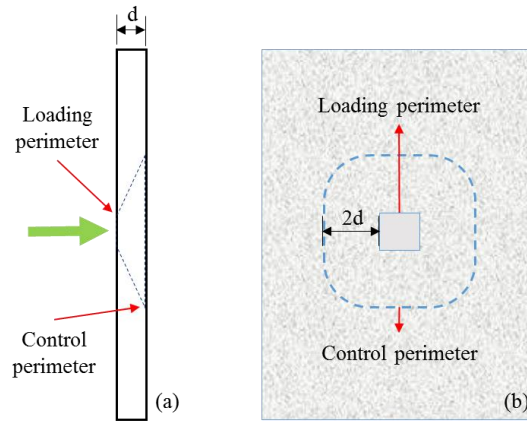 d
Loading
perimeter
Control
perimeter
(a)
Loading perimeter
2d
Control perimeter
(b)